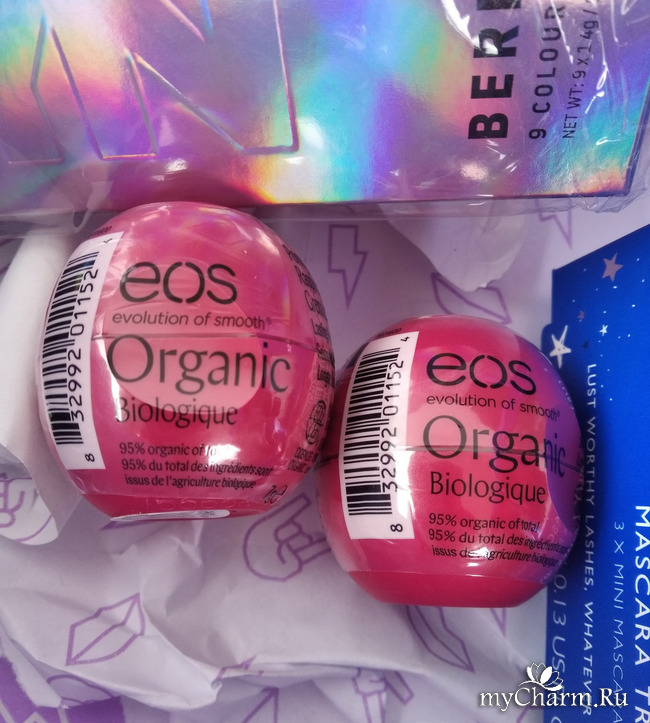 9 COLOUR
NET WT: 9 X 1.4g /
eos
evolution of smooth®
Organic
Biologique
95% organic of total
95% du total des ingrédients sont
issus de l'agriculture biologique
8 32992 01152 4
eos
evolution of smooth®
Organic
Biologique
95% organic of total
95% du total des ingrédients sont
issus de l'agriculture biologique
8 32992 01152 4
LUST WORTHY LASHES, WHATEVER
MASCARA TR
3 X MINI MASCA
myCharm.Ru